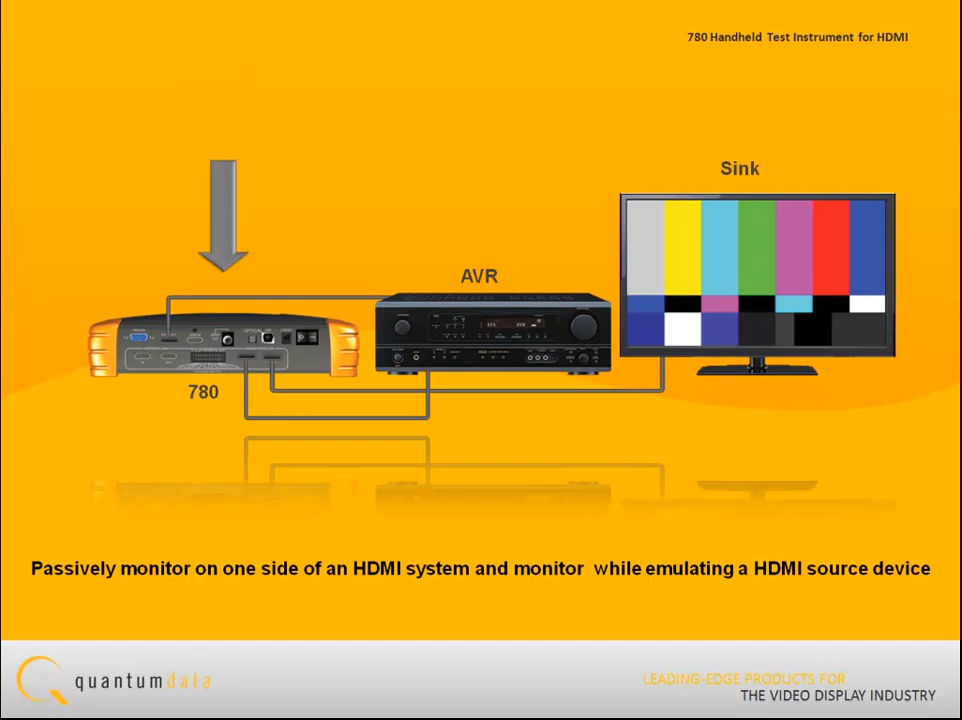 780 Handheld Test Instrument for HDMI
Sink
AVR
780
Passively monitor on one side of an HDMI system and monitor while emulating a HDMI source device
quantumdata
LEADING-EDGE PRODUCTS FOR
THE VIDEO DISPLAY INDUSTRY